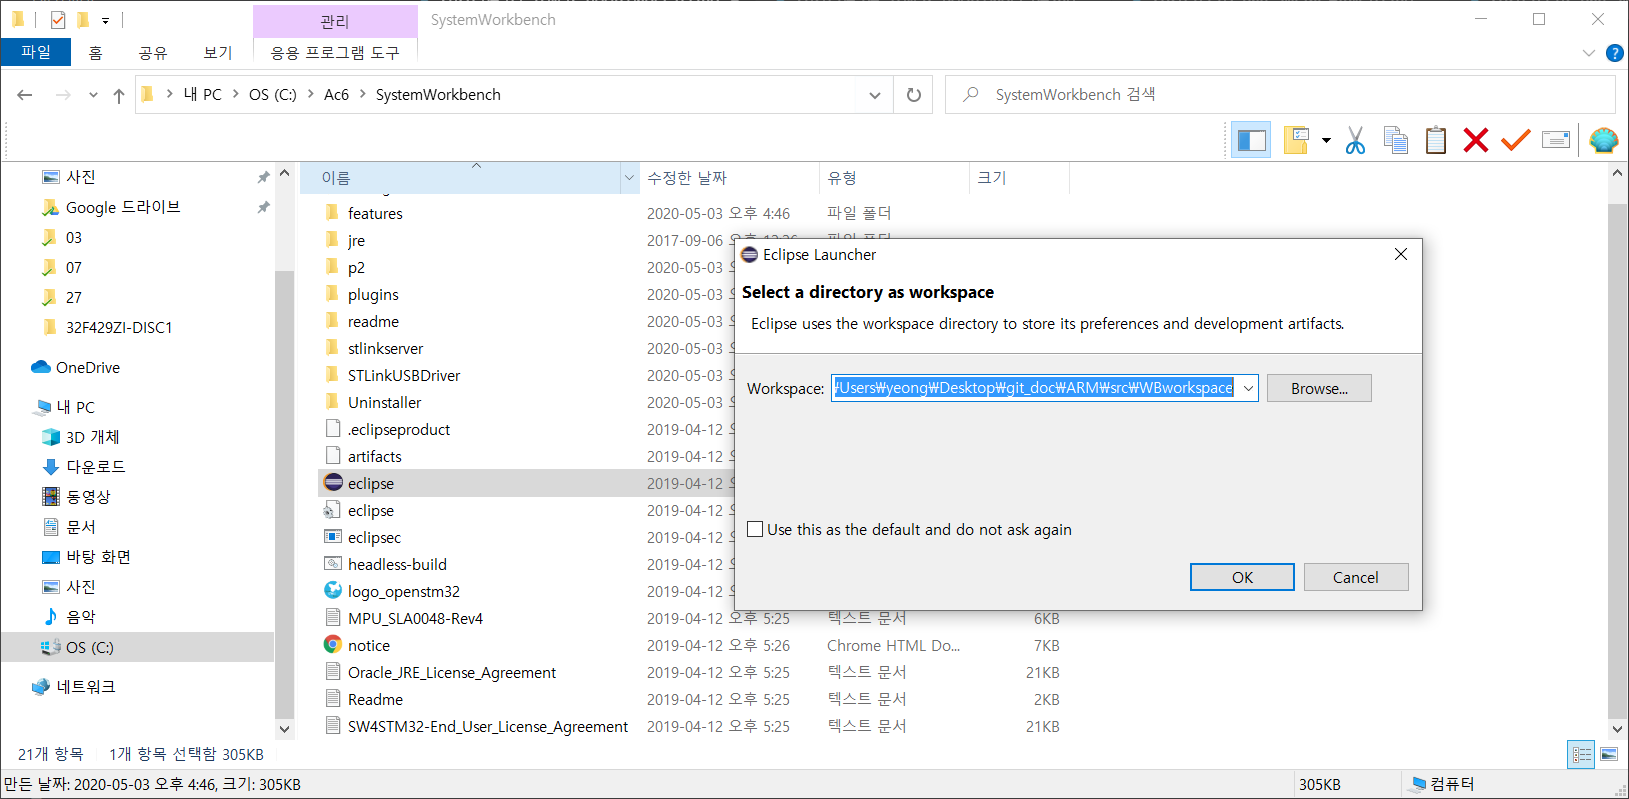 관리
SystemWorkbench
파일
홈
공유
보기
응용 프로그램 도구
내 PC > OS (C:) > Ac6 > SystemWorkbench
SystemWorkbench 검색
사진
Google 드라이브
03
07
27
32F429ZI-DISC1
OneDrive
내 PC
3D 개체
다운로드
동영상
문서
바탕 화면
사진
음악
OS (C:)
네트워크
이름 수정한 날짜 유형 크기
features 2020-05-03 오후 4:46 파일 폴더
jre 2017-09-06
p2 2020-05-03
plugins 2020-05-03
readme 2020-05-03
stlinkserver 2020-05-03
STLinkUSBDriver 2020-05-03
Uninstaller 2020-05-03
.eclipseproduct 2019-04-12
artifacts 2019-04-12
eclipse 2019-04-12
eclipse 2019-04-12
eclipsec 2019-04-12
headless-build 2019-04-12
logo_openstm32 2019-04-12
MPU_SLA0048-Rev4 2019-04-12 오후 5:25 텍스트 문서 6KB
notice 2019-04-12 오후 5:26 Chrome HTML Do... 7KB
Oracle_JRE_License_Agreement 2019-04-12 오후 5:25 텍스트 문서 21KB
Readme 2019-04-12 오후 5:25 텍스트 문서 2KB
SW4STM32-End_User_License_Agreement 2019-04-12 오후 5:25 텍스트 문서 21KB
Eclipse Launcher
Select a directory as workspace
Eclipse uses the workspace directory to store its preferences and development artifacts.
Workspace: ₩Users₩yeong₩Desktop₩git_doc₩ARM₩src₩WBworkspace Browse...
Use this as the default and do not ask again
OK Cancel
21개 항목 1개 항목 선택함 305KB
만든 날짜: 2020-05-03 오후 4:46, 크기: 305KB
305KB
컴퓨터